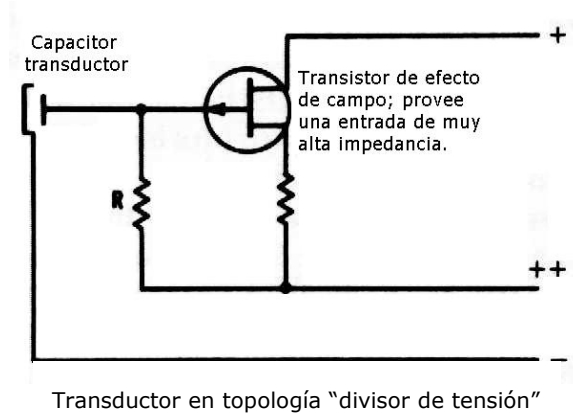 Capacitor
transductor
+
Transistor de efecto
de campo; provee
una entrada de muy
alta impedancia.
R
++
−
Transductor en topología “divisor de tensión”